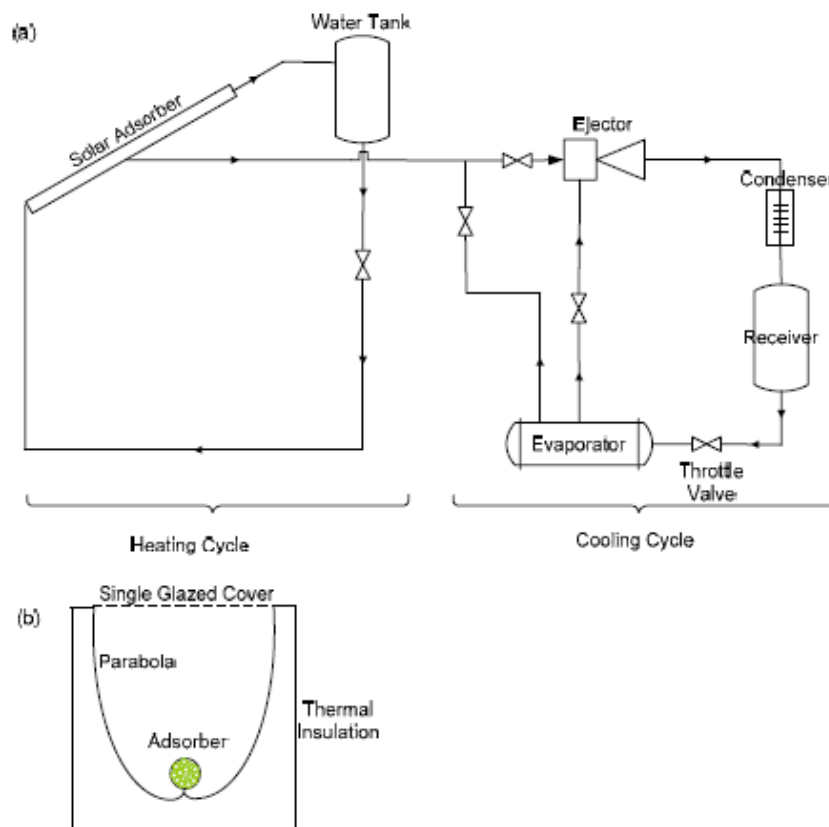 (a)
Water Tank
Solar Adsorber
Ejector
Condenser
Receiver
Evaporator
Throttle
Valve
Heating Cycle
Cooling Cycle
(b)
Single Glazed Cover
Parabola
Thermal
Insulation
Adsorber